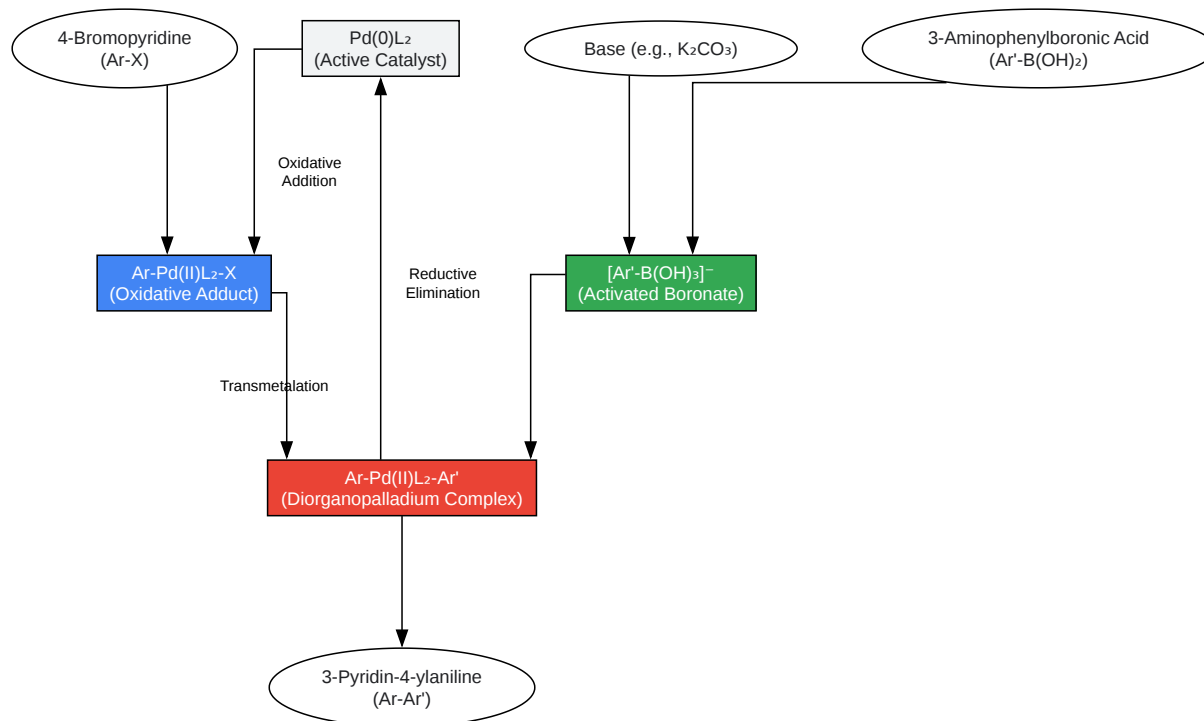 4-Bromopyridine
(Ar-X)
Pd(0)L₂
(Active Catalyst)
Base (e.g., K₂CO₃)
3-Aminophenylboronic Acid
(Ar'-B(OH)₂)
Oxidative
Addition
Ar-Pd(II)L₂-X
(Oxidative Adduct)
Reductive
Elimination
[Ar'-B(OH)₃]⁻
(Activated Boronate)
Transmetalation
Ar-Pd(II)L₂-Ar'
(Diorganopalladium Complex)
3-Pyridin-4-ylaniline
(Ar-Ar')